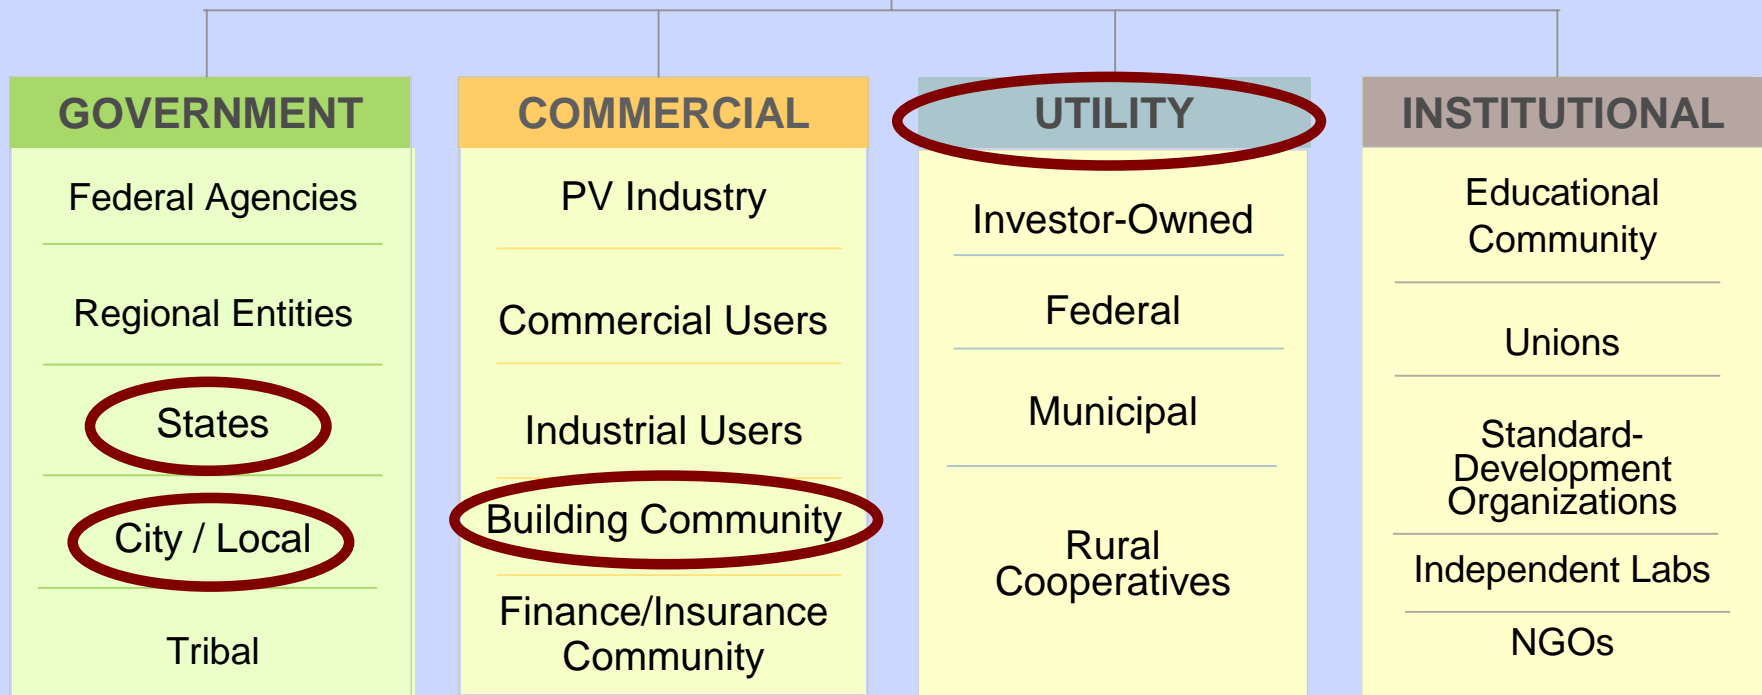 GOVERNMENT
Federal Agencies
Regional Entities
States
City / Local
Tribal
COMMERCIAL
PV Industry
Commercial Users
Industrial Users
Building Community
Finance/Insurance
Community
UTILITY
Investor-Owned
Federal
Municipal
Rural
Cooperatives
INSTITUTIONAL
Educational
Community
Unions
Standard-
Development
Organizations
Independent Labs
NGOs